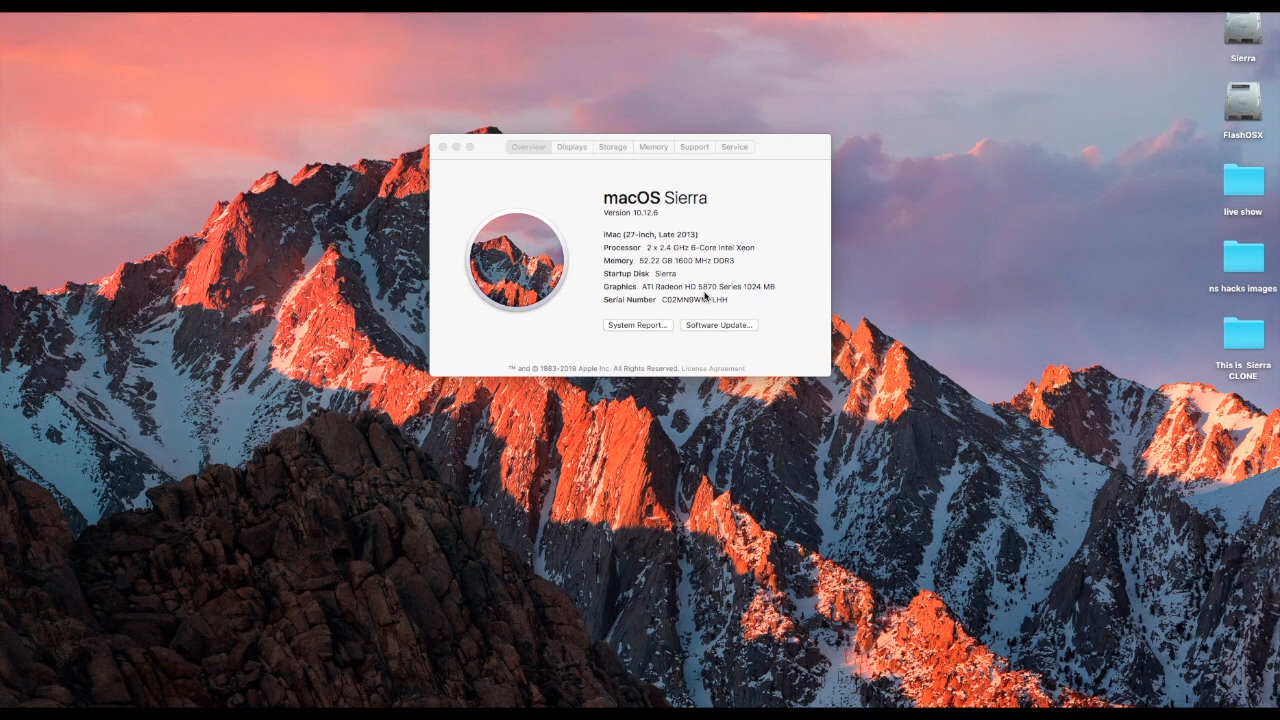 Sierra
FlashOSX
live show
ns hacks images
This is Sierra
CLONE
Overview Displays Storage Memory Support Service
macOS Sierra
Version 10.12.6
iMac (27-inch, Late 2013)
Processor 2 x 2.4 GHz 6-Core Intel Xeon
Memory 52.22 GB 1600 MHz DDR3
Startup Disk Sierra
Graphics ATI Radeon HD 5870 Series 1024 MB
Serial Number
System Report... Software Update...
™ and © 1983-2019 Apple Inc. All Rights Reserved. License Agreement